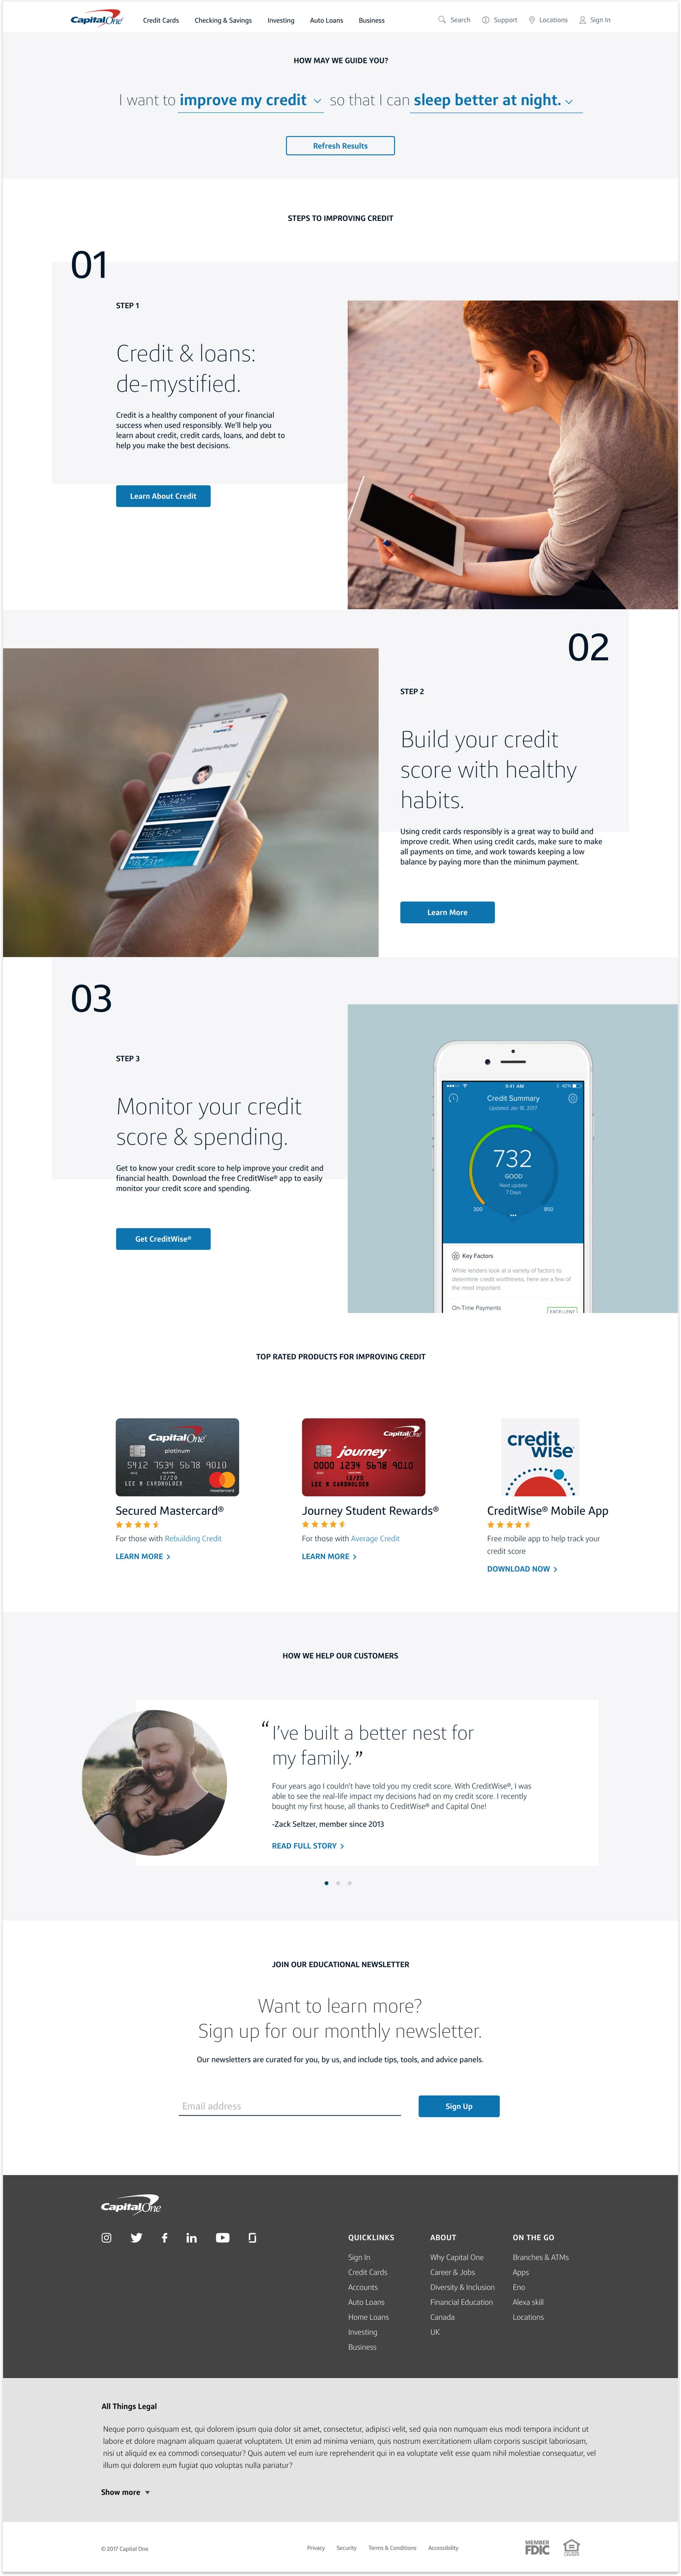 CapitalOne
Credit Cards
Checking & Savings
Investing
Auto Loans
Business
Search
Support
Locations
Sign In
HOW MAY WE GUIDE YOU?
I want to improve my credit so that I can sleep better at night.
Refresh Results
STEPS TO IMPROVING CREDIT
01
STEP 1
Credit & loans:
de-mystified.
Credit is a healthy component of your financial
success when used responsibly. We'll help you
learn about credit, credit cards, loans, and debt to
help you make the best decisions.
Learn About Credit
02
STEP 2
Build your credit
score with healthy
habits.
Using credit cards responsibly is a great way to build and
improve credit. When using credit cards, make sure to make
all payments on time, and work towards keeping a low
balance by paying more than the minimum payment.
Learn More
Good morning Richie!
03
STEP 3
Monitor your credit
score & spending.
Get to know your credit score to help improve your credit and
financial health. Download the free CreditWise® app to easily
monitor your credit score and spending.
Get CreditWise®
9:41 AM
42%
Credit Summary
Updated Jan 18, 2017
732
GOOD
Next update
7 Days
300
850
Key Factors
While lenders look at a variety of factors to
determine credit worthiness, here are a few of
the most important
On-Time Payments
EXCELLENT
TOP RATED PRODUCTS FOR IMPROVING CREDIT
CapitalOne
platinum
5412 7534 5678 9010
12/20
LEE M CARDHOLDER
mastercard
Secured Mastercard®
For those with Rebuilding Credit
LEARN MORE
CapitalOne
journey
0000 1234 5678 9010
12/20
LEE M CARDHOLDER
Journey Student Rewards®
For those with Average Credit
LEARN MORE
credit
wise
CreditWise® Mobile App
Free mobile app to help track your
credit score
DOWNLOAD NOW
HOW WE HELP OUR CUSTOMERS
“ I've built a better nest for
my family. ”
Four years ago I couldn't have told you my credit score. With CreditWise®, I was
able to see the real-life impact my decisions had on my credit score. I recently
bought my first house, all thanks to CreditWise® and Capital One!
-Zack Seltzer, member since 2013
READ FULL STORY
JOIN OUR EDUCATIONAL NEWSLETTER
Want to learn more?
Sign up for our monthly newsletter.
Our newsletters are curated for you, by us, and include tips, tools, and advice panels.
Email address
Sign Up
CapitalOne
QUICKLINKS
Sign In
Credit Cards
Accounts
Auto Loans
Home Loans
Investing
Business
ABOUT
Why Capital One
Career & Jobs
Diversity & Inclusion
Financial Education
Canada
UK
ON THE GO
Branches & ATMs
Apps
Eno
Alexa skill
Locations
All Things Legal
Neque porro quisquam est, qui dolorem ipsum quia dolor sit amet, consectetur, adipisci velit, sed quia non numquam eius modi tempora incidunt ut
labore et dolore magnam aliquam quaerat voluptatem. Ut enim ad minima veniam, quis nostrum exercitationem ullam corporis suscipit laboriosam,
nisi ut aliquid ex ea commodi consequatur? Quis autem vel eum iure reprehenderit qui in ea voluptate velit esse quam nihil molestiae consequatur, vel
illum qui dolorem eum fugiat quo voluptas nulla pariatur?
Show more
© 2017 Capital One
Privacy
Security
Terms & Conditions
Accessibility
MEMBER
FDIC